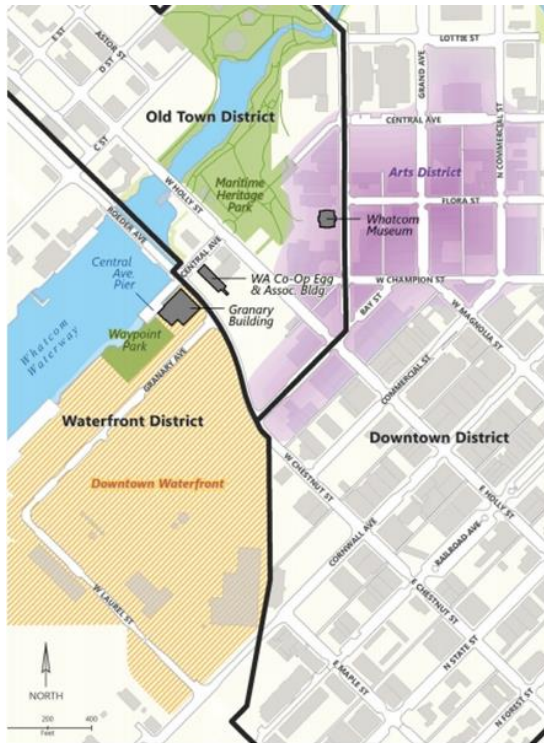 LOTTIE ST
ASTOR ST
E ST
D ST
GRAND AVE
N COMMERCIAL ST
Old Town District
CENTRAL AVE
C ST
Arts District
W HOLLY ST
Maritime
Heritage
Park
FLORA ST
Whatcom
Museum
ROEDER AVE
CENTRAL AVE
Central
Ave.
Pier
WA Co-Op Egg
& Assoc. Bldg.
W CHAMPION ST
BAY ST
W MAGNOLIA ST
Granary
Building
Whatcom
Waterway
Waypoint
Park
GRANARY AVE
COMMERCIAL ST
Waterfront District
Downtown District
W CHESTNUT ST
Downtown Waterfront
E HOLLY ST
CORNWALL AVE
RAILROAD AVE
E CHESTNUT ST
W LAUREL ST
N STATE ST
E MAPLE ST
NORTH
N FOREST ST
200 400
Feet